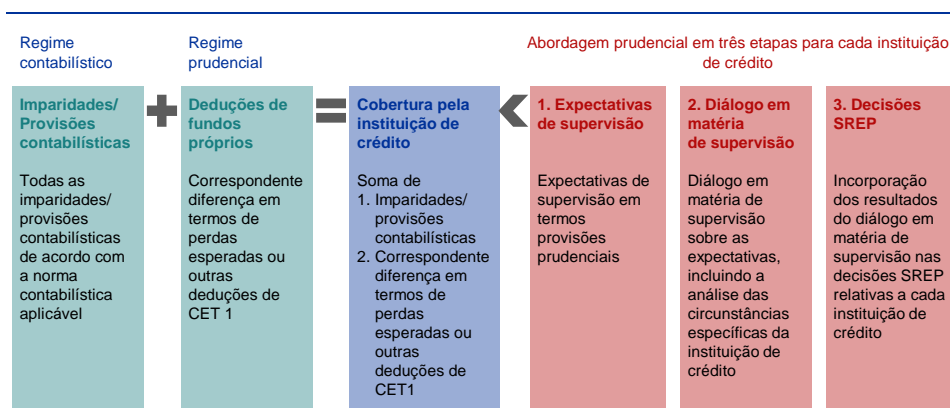 Regime
contabilístico
Regime
prudencial
Abordagem prudencial em três etapas para cada instituição
de crédito
Imparidades/
Provisões
contabilísticas
Todas as
imparidades/
provisões
contabilísticas
de acordo com
a norma
contabilística
aplicável
Deduções de
fundos
próprios
Correspondente
diferença em
termos de
perdas
esperadas ou
outras
deduções de
CET 1
Cobertura pela
instituição de
crédito
Soma de
1. Imparidades/
provisões
contabilísticas
2. Correspondente
diferença em
termos de
perdas
esperadas ou
outras
deduções de
CET1
1. Expectativas
de supervisão
Expectativas de
supervisão em
termos
provisões
prudenciais
2. Diálogo em
matéria
de supervisão
Diálogo em
matéria de
supervisão
sobre as
expectativas,
incluindo a
análise das
circunstâncias
específicas da
instituição de
crédito
3. Decisões
SREP
Incorporação
dos resultados
do diálogo em
matéria de
supervisão nas
decisões SREP
relativas a cada
instituição de
crédito